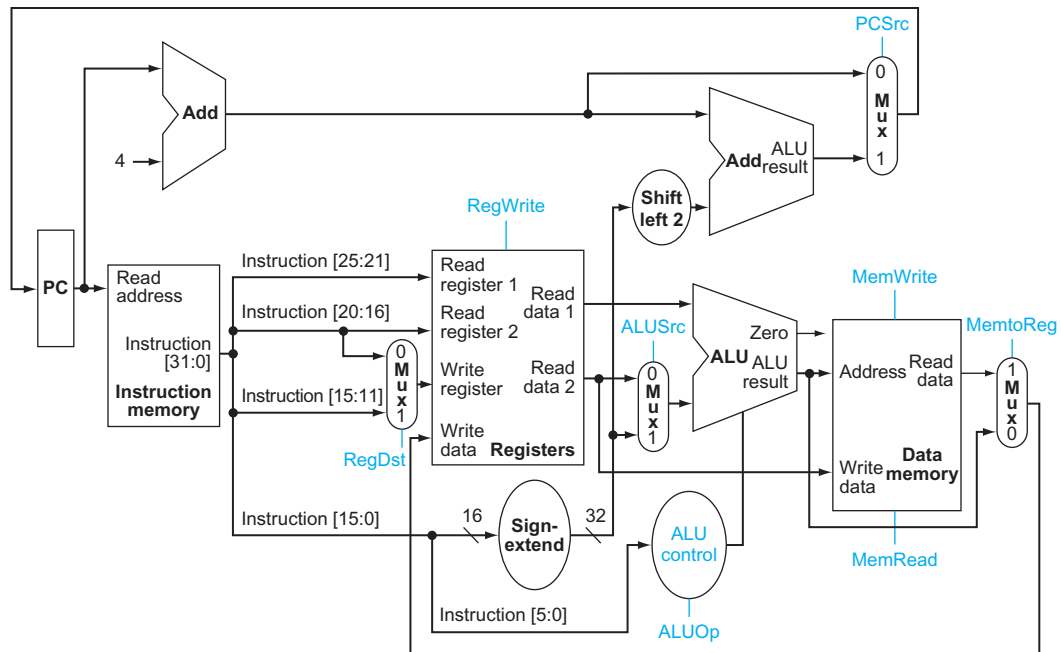 PCSrc
0
Mux
1
Add
4
Add
ALU
result
Shift
left 2
RegWrite
PC
Read
address
Instruction
[31:0]
Instruction
memory
Instruction [25:21]
Instruction [20:16]
Instruction [15:11]
0
Mux
1
RegDst
Read
register 1
Read
register 2
Write
register
Write
data
Read
data 1
Read
data 2
Registers
ALUSrc
0
Mux
1
Zero
ALU
ALU
result
MemWrite
Address
Read
data
Write
data
Data
memory
MemRead
MemtoReg
1
Mux
0
Instruction [15:0]
16
Sign-
extend
32
ALU
control
Instruction [5:0]
ALUOp